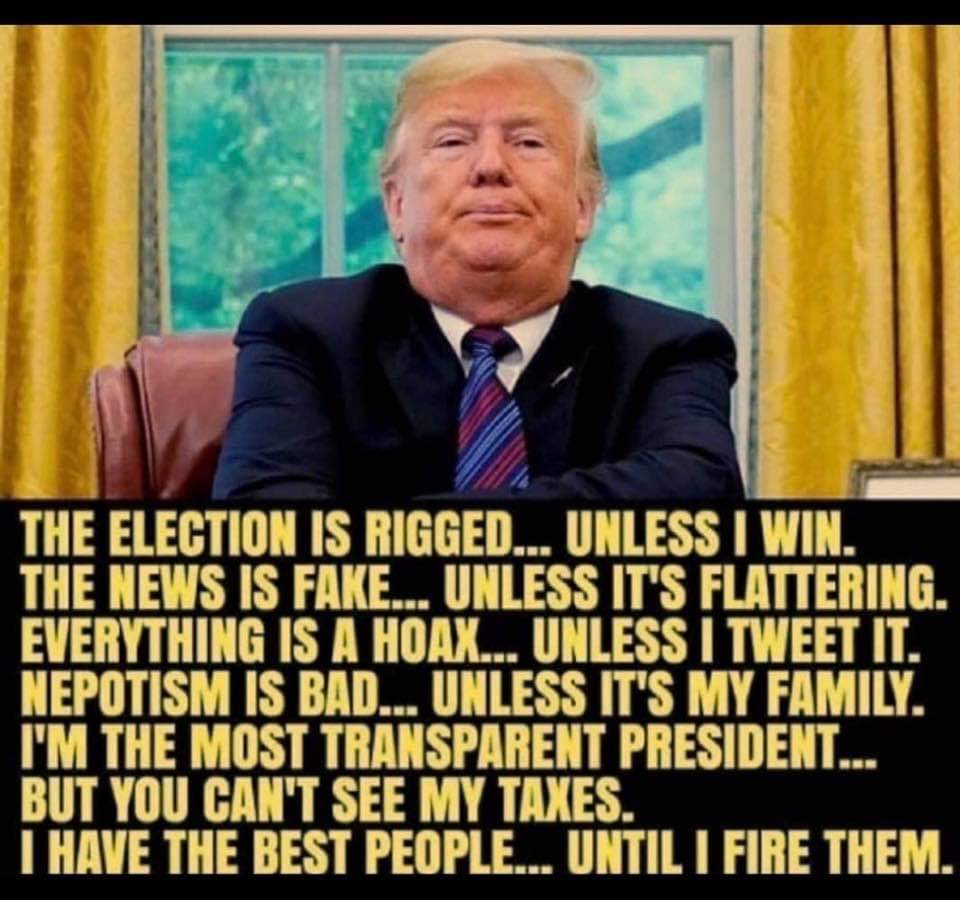 THE ELECTION IS RIGGED... UNLESS I WIN.
THE NEWS IS FAKE... UNLESS IT'S FLATTERING.
EVERYTHING IS A HOAX... UNLESS I TWEET IT.
NEPOTISM IS BAD... UNLESS IT'S MY FAMILY.
I'M THE MOST TRANSPARENT PRESIDENT...
BUT YOU CAN'T SEE MY TAXES.
I HAVE THE BEST PEOPLE... UNTIL I FIRE THEM.